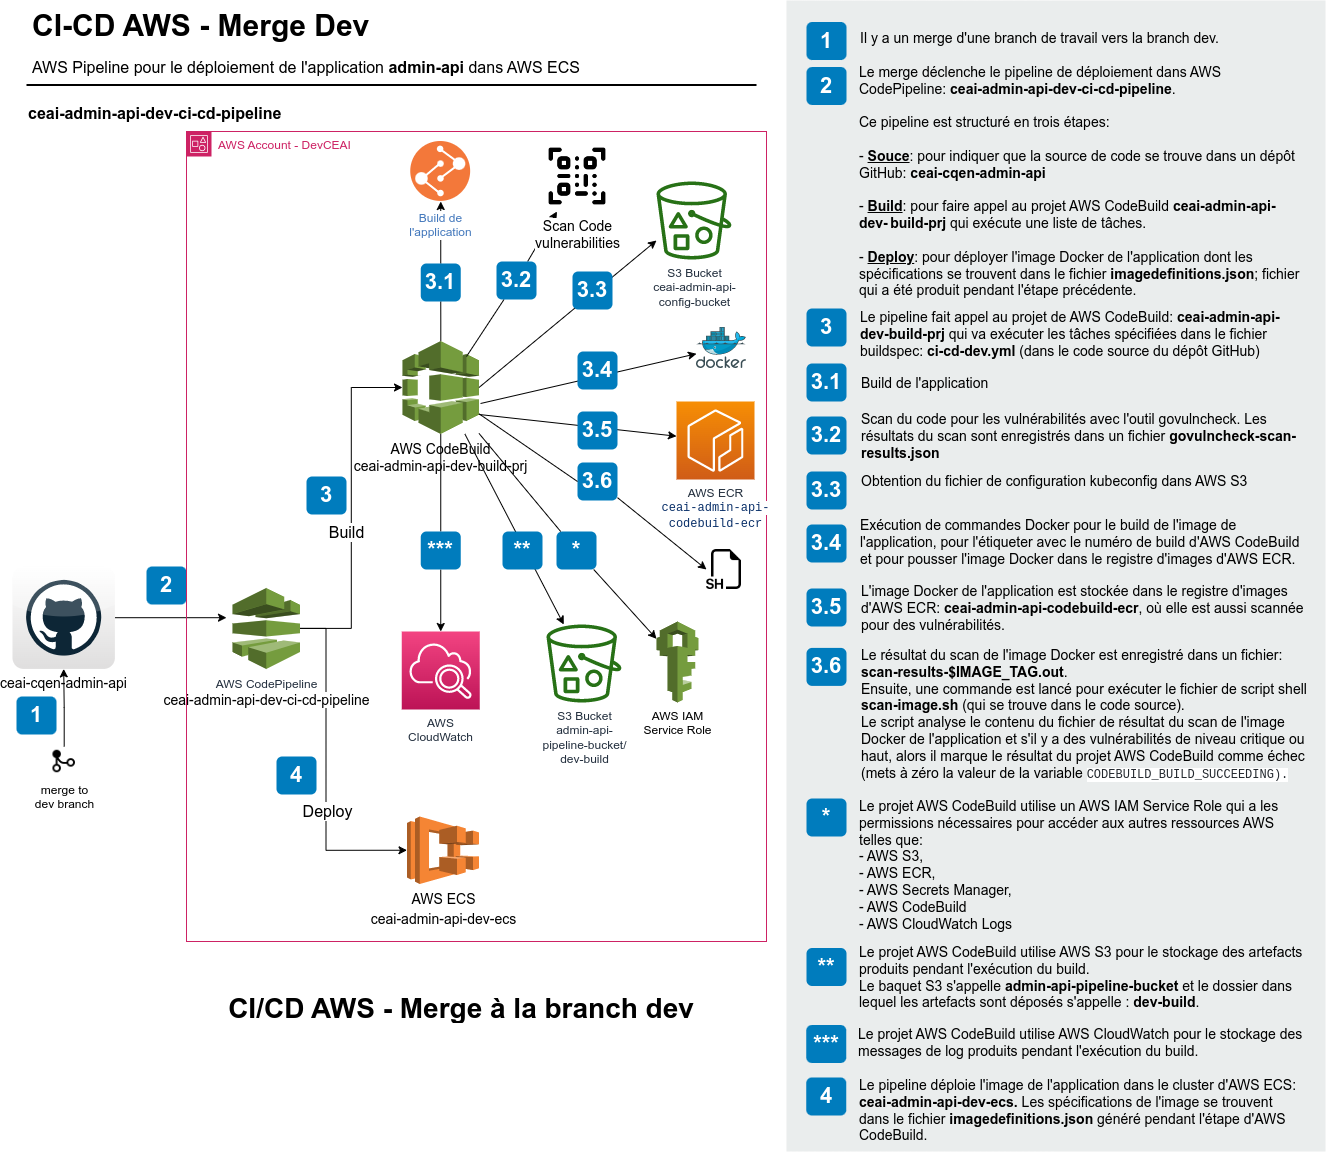 CI-CD AWS - Merge Dev
AWS Pipeline pour le déploiement de l'application admin-api dans AWS ECS
ceai-admin-api-dev-ci-cd-pipeline
AWS Account - DevCEAI
Build de
l'application
Scan Code
vulnerabilities
S3 Bucket
ceai-admin-api-
config-bucket
3.1
3.2
3.3
docker
3.4
3.5
3.6
AWS CodeBuild
ceai-admin-api-dev-build-prj
AWS ECR
ceai-admin-api-
codebuild-ecr
3
Build
***
**
*
SH
2
ceai-cqen-admin-api
1
merge to
dev branch
AWS CodePipeline
ceai-admin-api-dev-ci-cd-pipeline
AWS
CloudWatch
S3 Bucket
admin-api-
pipeline-bucket/
dev-build
AWS IAM
Service Role
4
Deploy
AWS ECS
ceai-admin-api-dev-ecs
CI/CD AWS - Merge à la branch dev
1
Il y a un merge d'une branch de travail vers la branch dev.
2
Le merge déclenche le pipeline de déploiement dans AWS
CodePipeline: ceai-admin-api-dev-ci-cd-pipeline.
Ce pipeline est structuré en trois étapes:
- Souce: pour indiquer que la source de code se trouve dans un dépôt
GitHub: ceai-cqen-admin-api
- Build: pour faire appel au projet AWS CodeBuild ceai-admin-api-
dev- build-prj qui exécute une liste de tâches.
- Deploy: pour déployer l'image Docker de l'application dont les
spécifications se trouvent dans le fichier imagedefinitions.json; fichier
qui a été produit pendant l'étape précédente.
3
Le pipeline fait appel au projet de AWS CodeBuild: ceai-admin-api-
dev-build-prj qui va exécuter les tâches spécifiées dans le fichier
buildspec: ci-cd-dev.yml (dans le code source du dépôt GitHub)
3.1
Build de l'application
3.2
Scan du code pour les vulnérabilités avec l'outil govulncheck. Les
résultats du scan sont enregistrés dans un fichier govulncheck-scan-
results.json
3.3
Obtention du fichier de configuration kubeconfig dans AWS S3
3.4
Exécution de commandes Docker pour le build de l'image de
l'application, pour l'étiqueter avec le numéro de build d'AWS CodeBuild
et pour pousser l'image Docker dans le registre d'images d'AWS ECR.
3.5
L'image Docker de l'application est stockée dans le registre d'images
d'AWS ECR: ceai-admin-api-codebuild-ecr, où elle est aussi scannée
pour des vulnérabilités.
3.6
Le résultat du scan de l'image Docker est enregistré dans un fichier:
scan-results-$IMAGE_TAG.out.
Ensuite, une commande est lancé pour exécuter le fichier de script shell
scan-image.sh (qui se trouve dans le code source).
Le script analyse le contenu du fichier de résultat du scan de l'image
Docker de l'application et s'il y a des vulnérabilités de niveau critique ou
haut, alors il marque le résultat du projet AWS CodeBuild comme échec
(mets à zéro la valeur de la variable CODEBUILD_BUILD_SUCCEEDING).
*
Le projet AWS CodeBuild utilise un AWS IAM Service Role qui a les
permissions nécessaires pour accéder aux autres ressources AWS
telles que:
- AWS S3,
- AWS ECR,
- AWS Secrets Manager,
- AWS CodeBuild
- AWS CloudWatch Logs
**
Le projet AWS CodeBuild utilise AWS S3 pour le stockage des artefacts
produits pendant l'exécution du build.
Le baquet S3 s'appelle admin-api-pipeline-bucket et le dossier dans
lequel les artefacts sont déposés s'appelle : dev-build.
***
Le projet AWS CodeBuild utilise AWS CloudWatch pour le stockage des
messages de log produits pendant l'exécution du build.
4
Le pipeline déploie l'image de l'application dans le cluster d'AWS ECS:
ceai-admin-api-dev-ecs. Les spécifications de l'image se trouvent
dans le fichier imagedefinitions.json généré pendant l'étape d'AWS
CodeBuild.